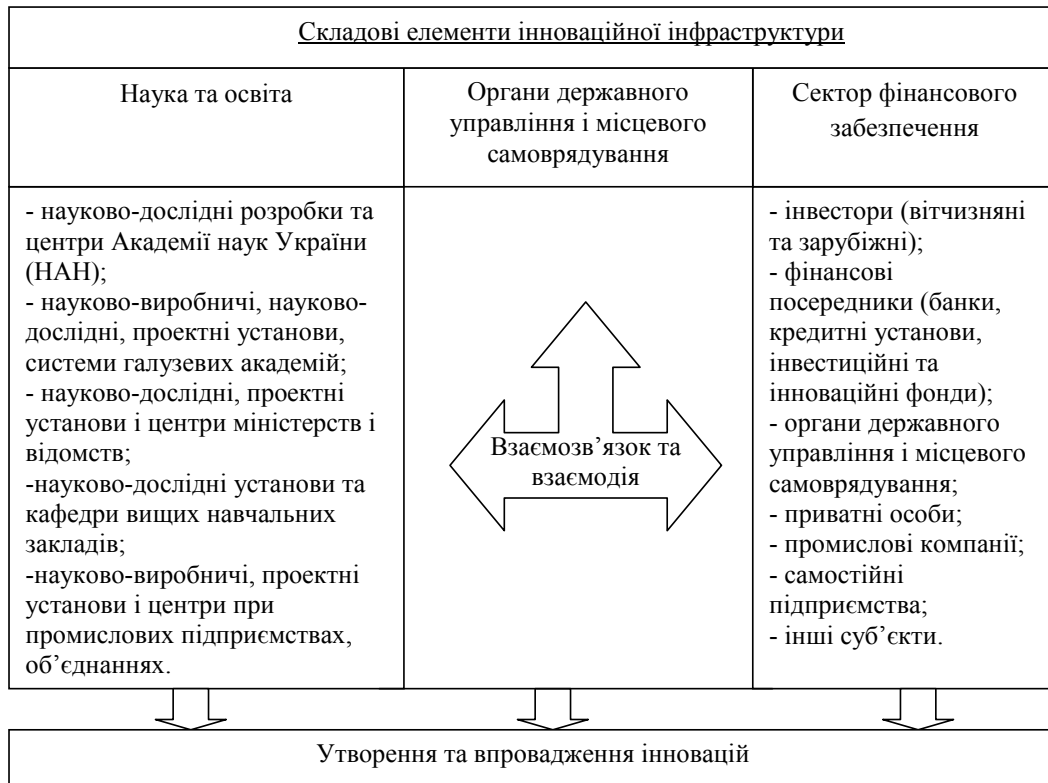 Складові елементи інноваційної інфраструктури
Наука та освіта
Органи державного
управління і місцевого
самоврядування
Сектор фінансового
забезпечення
- науково-дослідні розробки та
центри Академії наук України
(НАН);
- науково-виробничі, науково-
дослідні, проектні установи,
системи галузевих академій;
- науково-дослідні, проектні
установи і центри міністерств і
відомств;
-науково-дослідні установи та
кафедри вищих навчальних
закладів;
-науково-виробничі, проектні
установи і центри при
промислових підприємствах,
об’єднаннях.
Взаємозв’язок та
взаємодія
- інвестори (вітчизняні
та зарубіжні);
- фінансові
посередники (банки,
кредитні установи,
інвестиційні та
інноваційні фонди);
- органи державного
управління і місцевого
самоврядування;
- приватні особи;
- промислові компанії;
- самостійні
підприємства;
- інші суб’єкти.
Утворення та впровадження інновацій